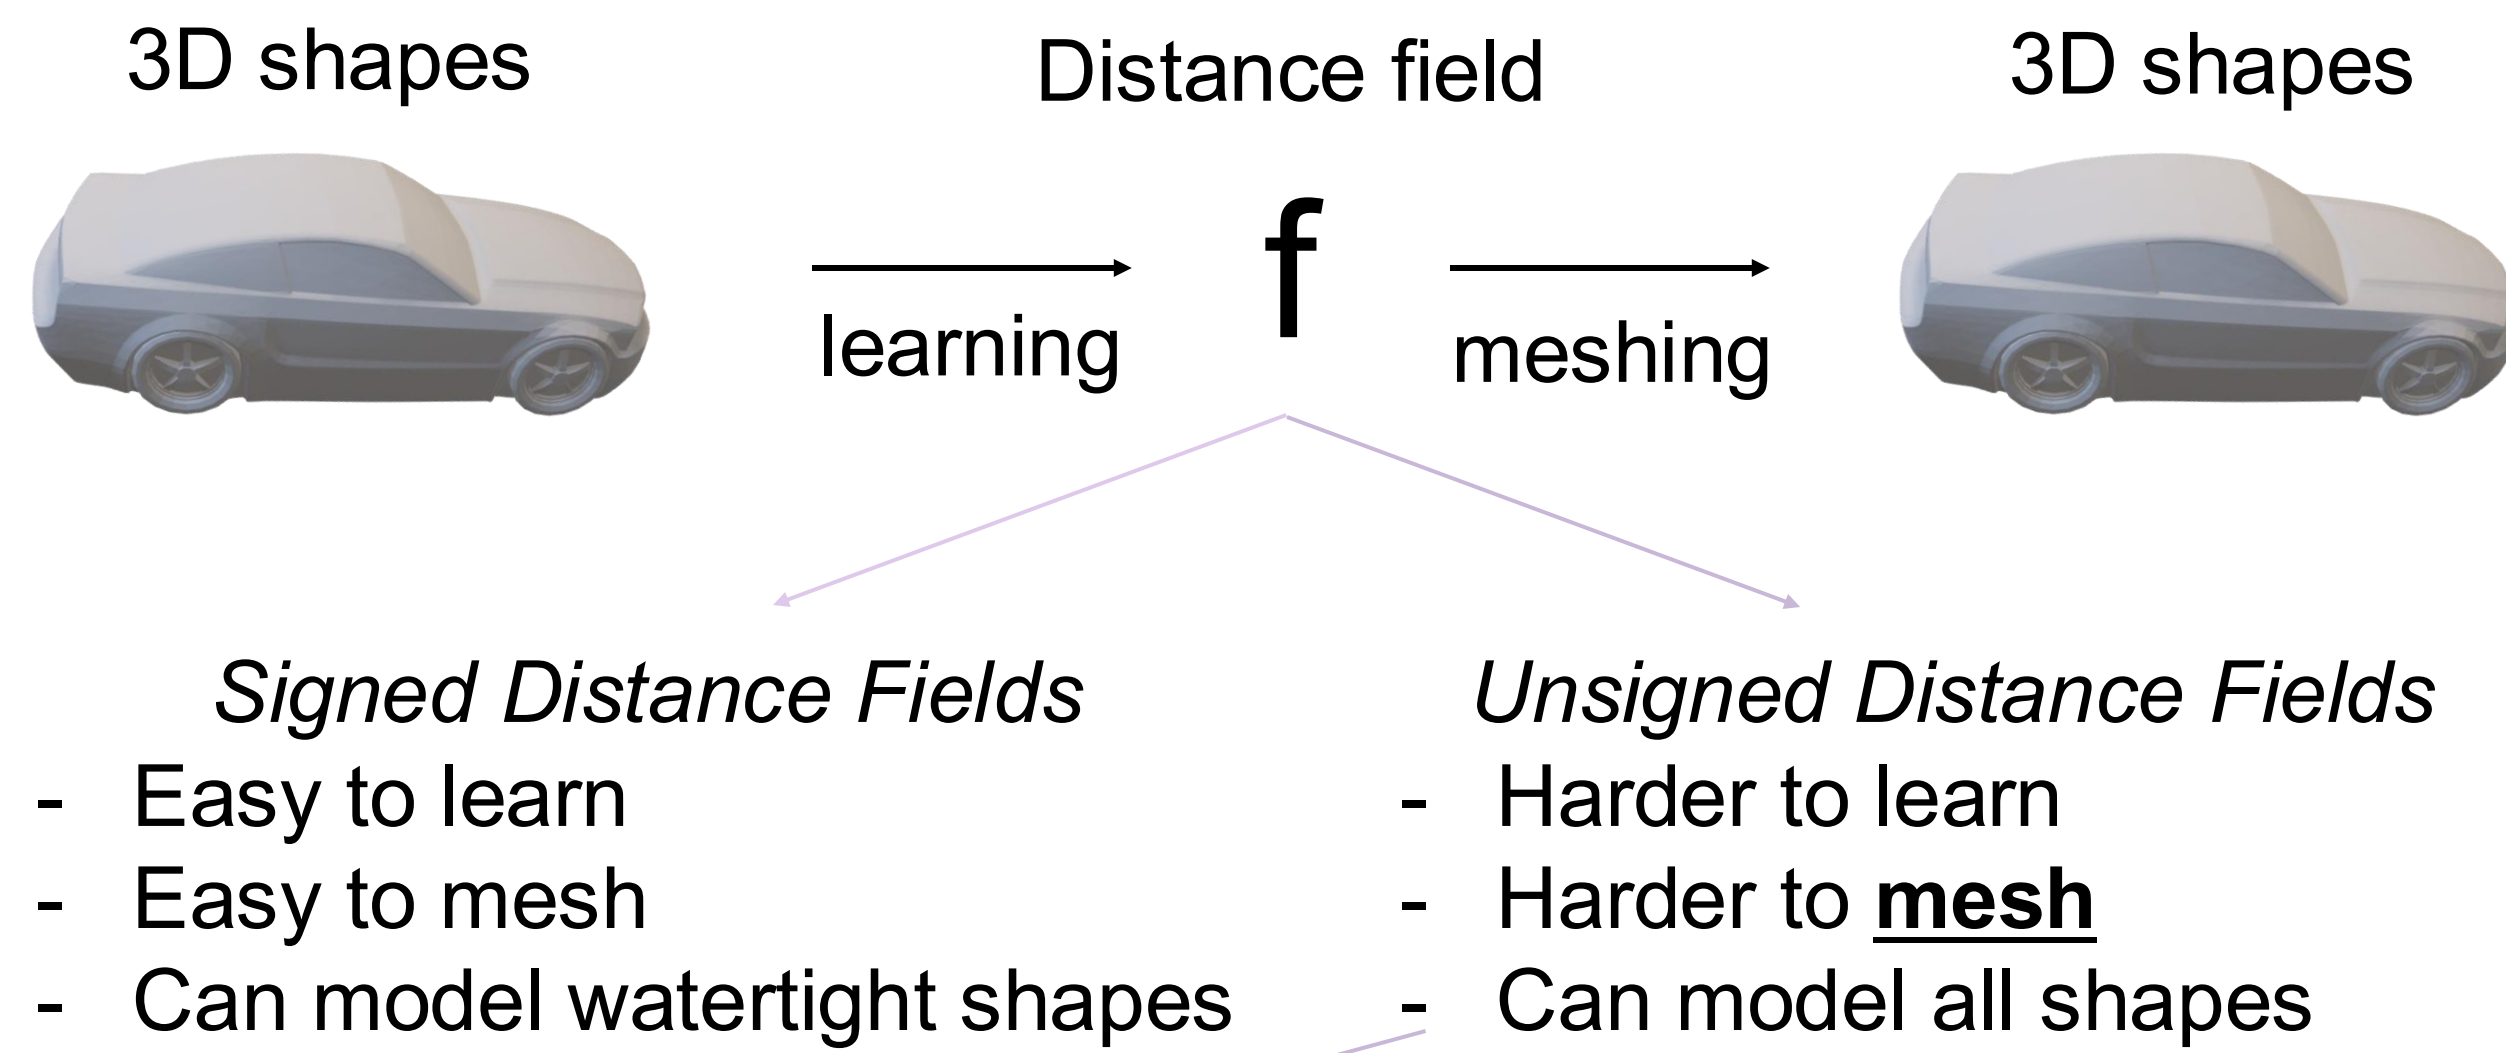 3D shapes
Distance field
3D shapes
f
learning
meshing
Signed Distance Fields
- Easy to learn
- Easy to mesh
- Can model watertight shapes
Unsigned Distance Fields
- Harder to learn
- Harder to mesh
- Can model all shapes